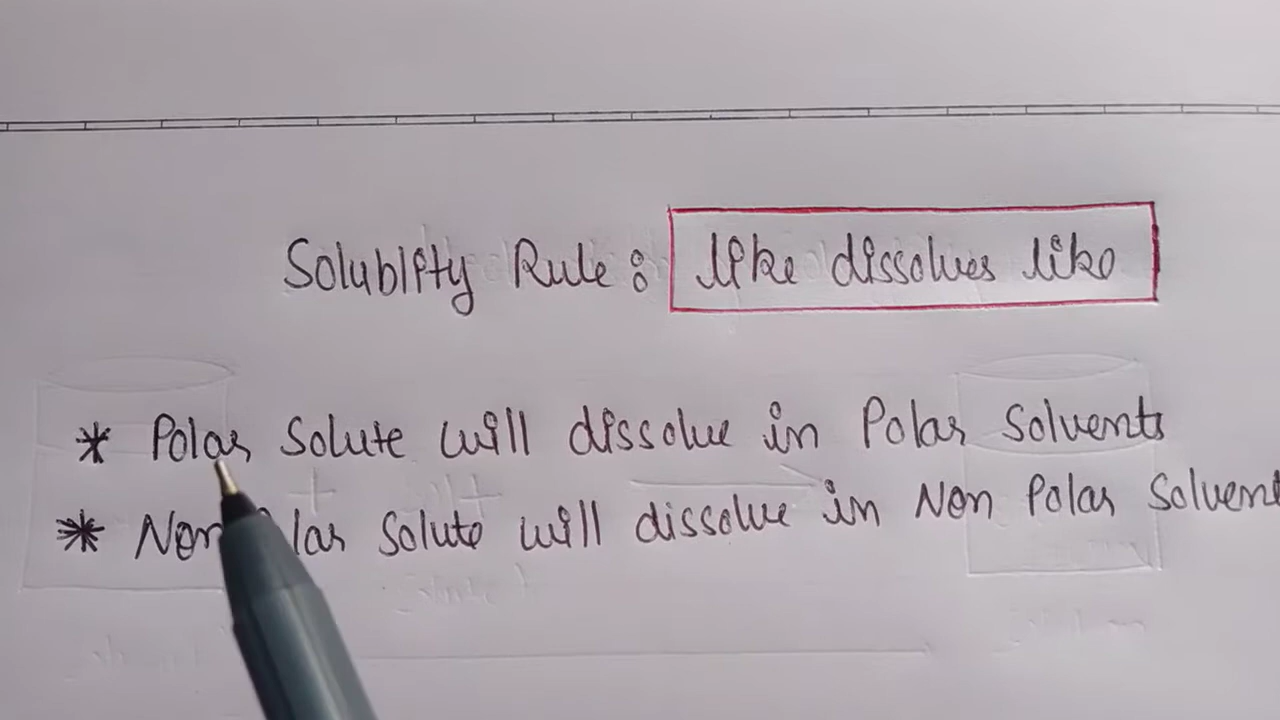 Solublity Rule: like dissolves like
* Polar Solute will dissolve in Polar Solvents
* Non Polar Solute will dissolve in Non Polar Solvent